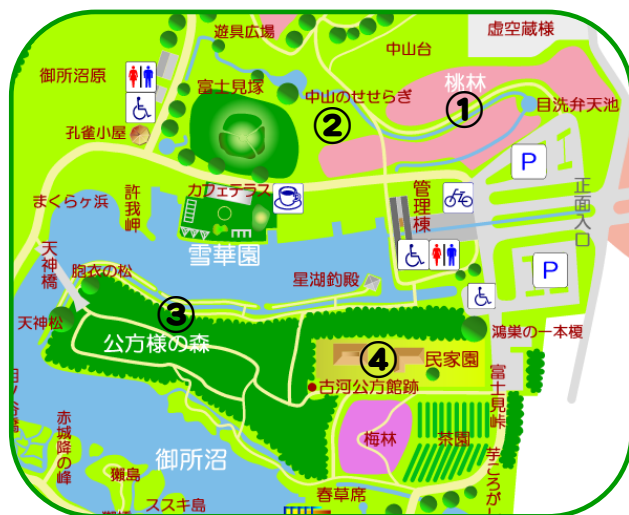 遊具広場
虚空蔵様
中山台
御所沼原
富士見塚
桃林
①
目洗弁天池
中山のせせらぎ
②
孔雀小屋
P
カフェテラス
管理棟
正面入口
まくらヶ浜
許我岬
雪華園
P
天神橋
胞衣の松
星湖釣殿
③
天神松
公方様の森
鴻巣の一本榎
④
民家園
古河公方館跡
富士見峠
赤城降の峰
梅林
茶園
御所沼
獺島
芋ころがし
ススキ島
春草席